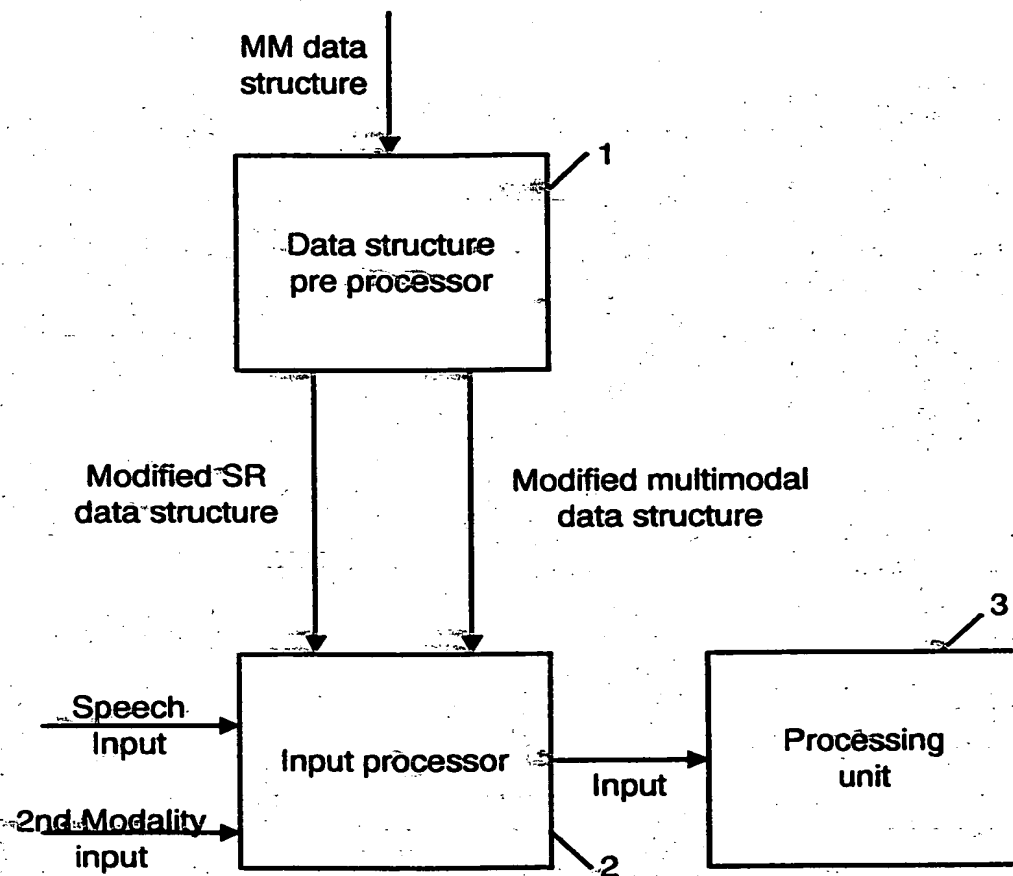 MM data
structure
1
Data structure
pre processor
Modified SR
data structure
Modified multimodal
data structure
3
Speech
Input
Input processor
Input
Processing
unit
2nd Modality
input
2